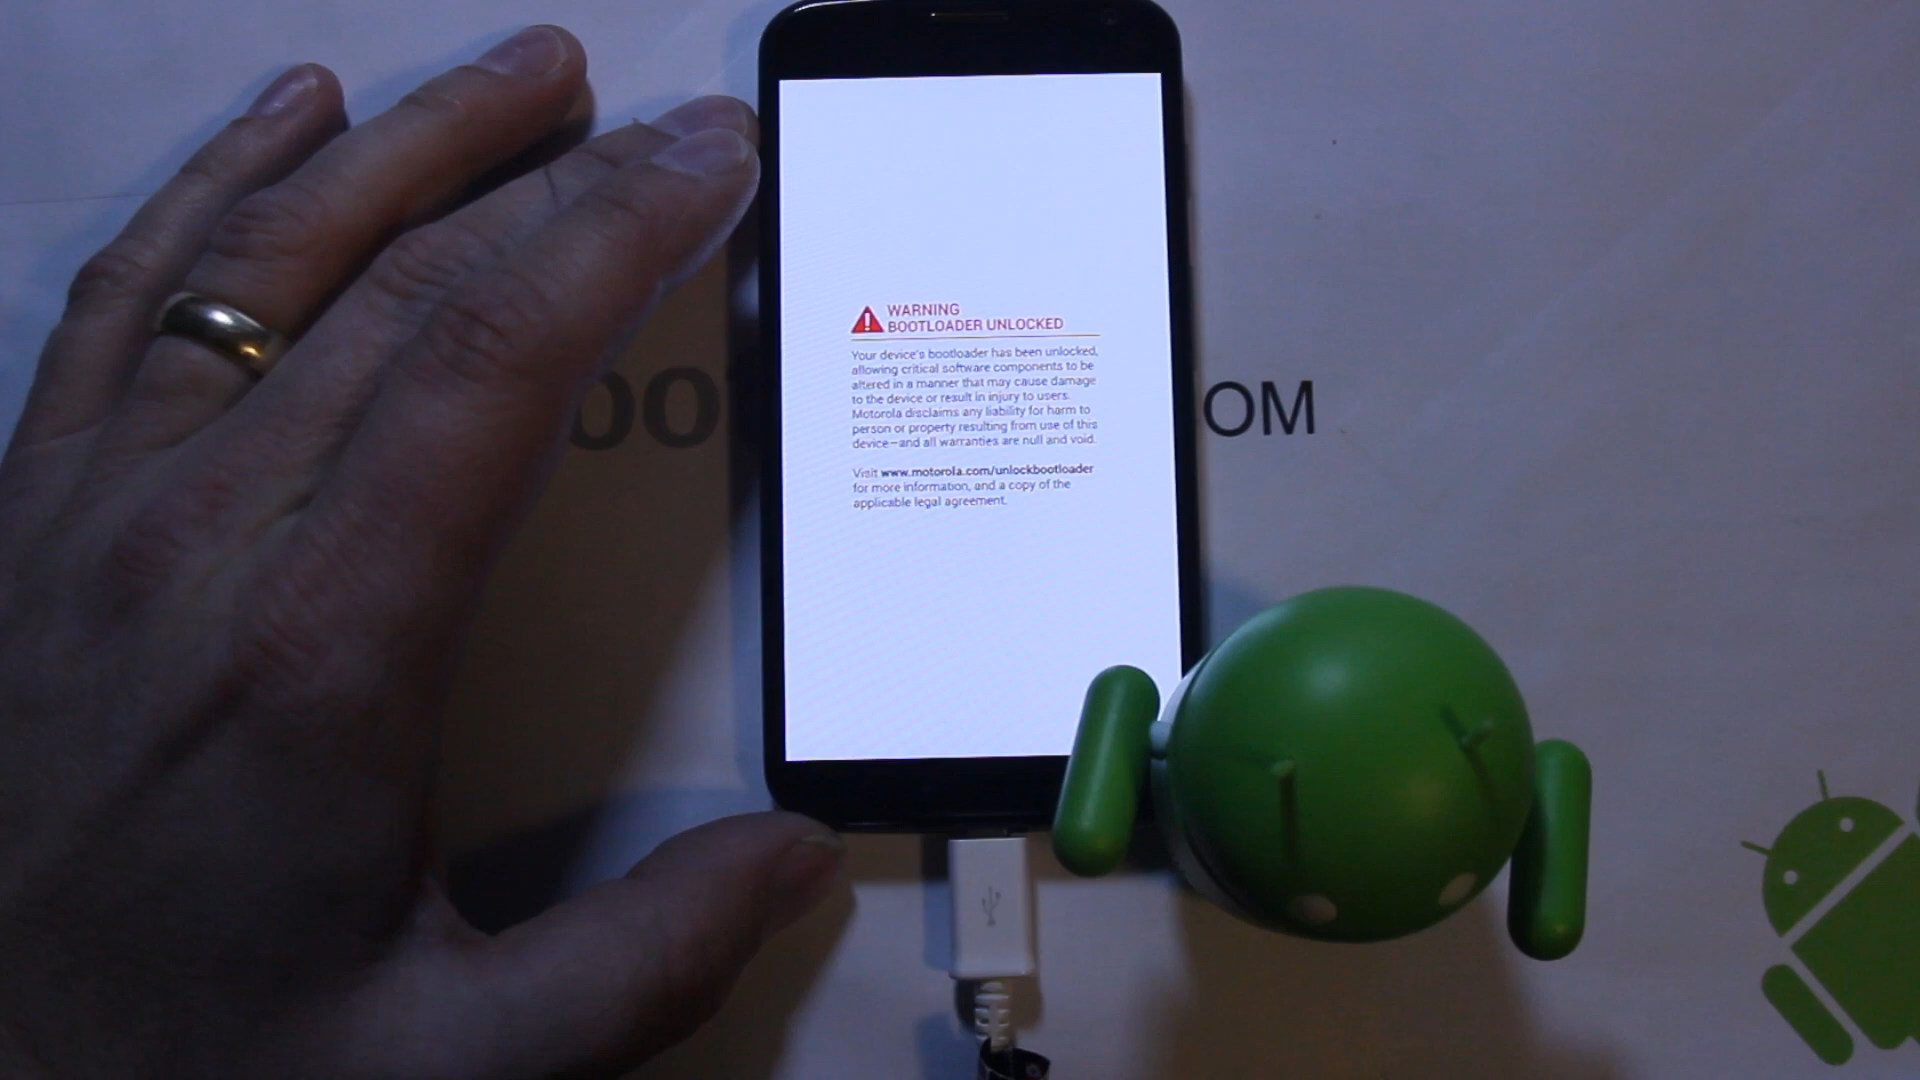 WARNING
BOOTLOADER UNLOCKED
Your device's bootloader has been unlocked,
allowing critical software components to be
altered in a manner that may cause damage
to the device or result in injury to users.
Motorola disclaims any liability for harm to
person or property resulting from use of this
device—and all warranties are null and void.
Visit www.motorola.com/unlockbootloader
for more information, and a copy of the
applicable legal agreement.
OM